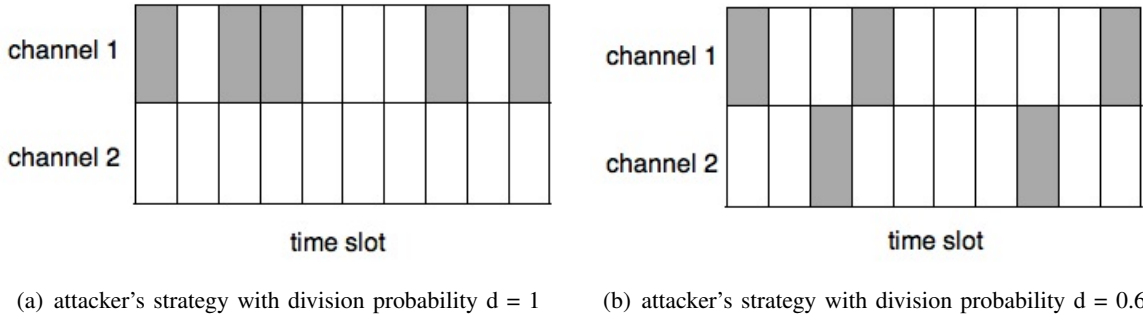 channel 1
channel 2
time slot
(a) attacker's strategy with division probability d = 1
channel 1
channel 2
time slot
(b) attacker's strategy with division probability d = 0.6